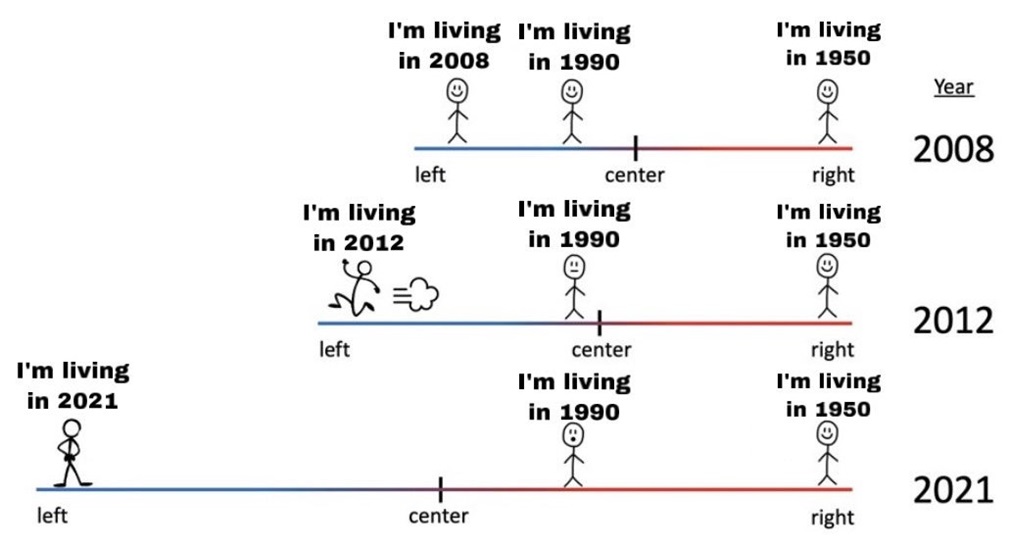 I'm living
in 2008
I'm living
in 1990
I'm living
in 1950
Year
2008
left
center
right
I'm living
in 2012
I'm living
in 1990
I'm living
in 1950
2012
left
center
right
I'm living
in 2021
I'm living
in 1990
I'm living
in 1950
2021
left
center
right